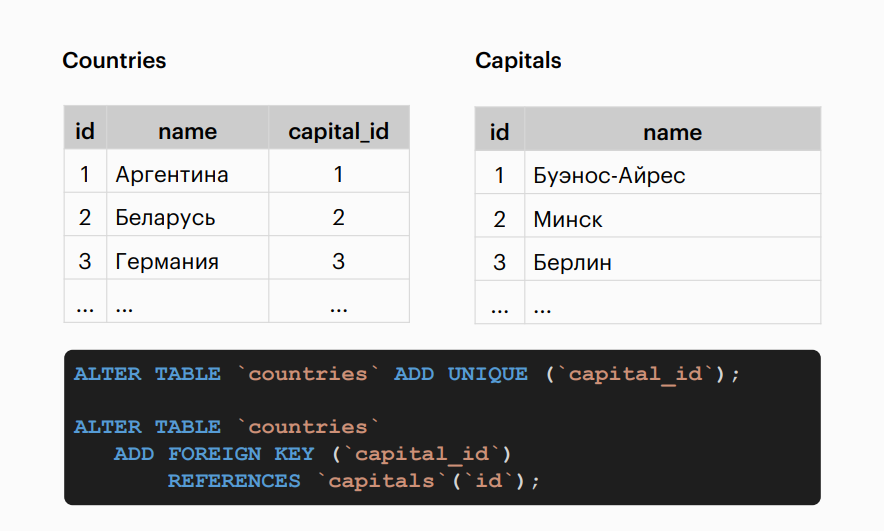 Countries
Capitals
id name capital_id
1 Аргентина 1
2 Беларусь 2
3 Германия 3
... ... ...
id name
1 Буэнос-Айрес
2 Минск
3 Берлин
... ...
ALTER TABLE `countries` ADD UNIQUE (`capital_id`);
ALTER TABLE `countries`
ADD FOREIGN KEY (`capital_id`)
REFERENCES `capitals`(`id`);